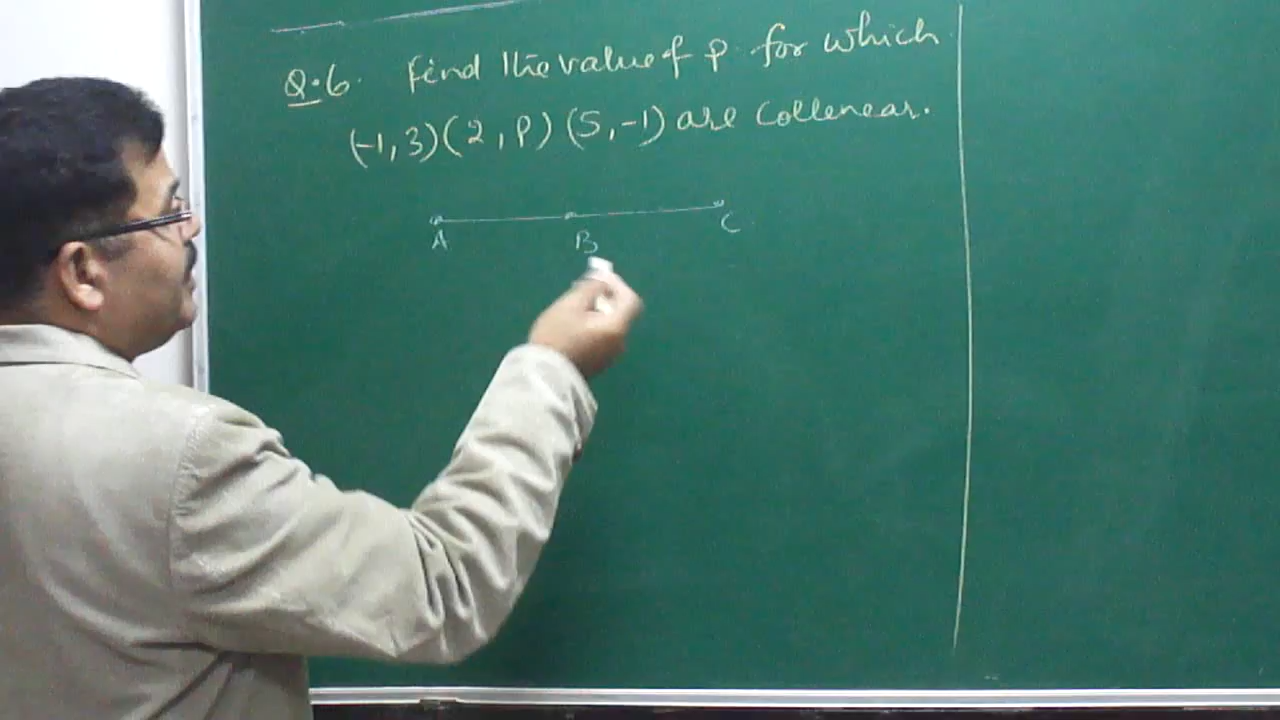 Q.6. Find the value of p for which
(-1,3)(2,P)(5,-1) are collenear.
A B C